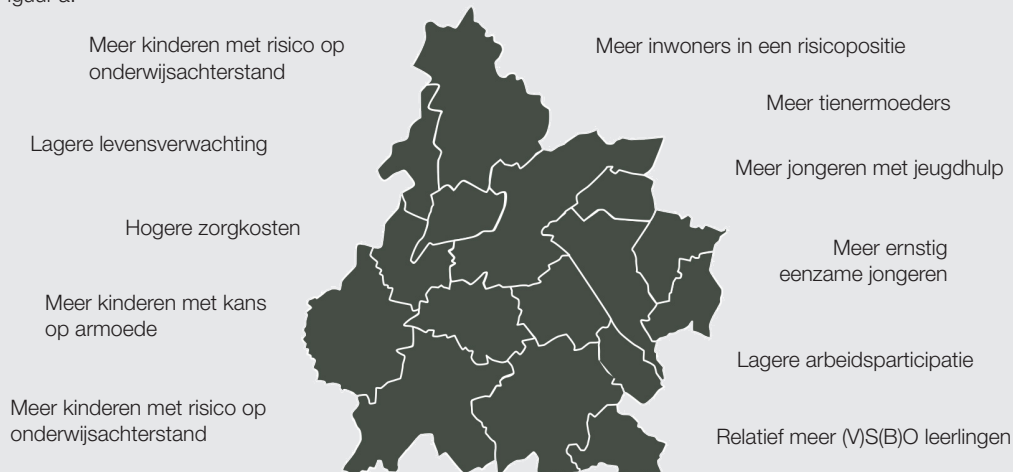 Meer kinderen met risico op
onderwijsachterstand
Meer inwoners in een risicopositie
Meer tienermoeders
Lagere levensverwachting
Meer jongeren met jeugdhulp
Hogere zorgkosten
Meer ernstig
eenzame jongeren
Meer kinderen met kans
op armoede
Lagere arbeidsparticipatie
Meer kinderen met risico op
onderwijsachterstand
Relatief meer (V)S(B)O leerlingen